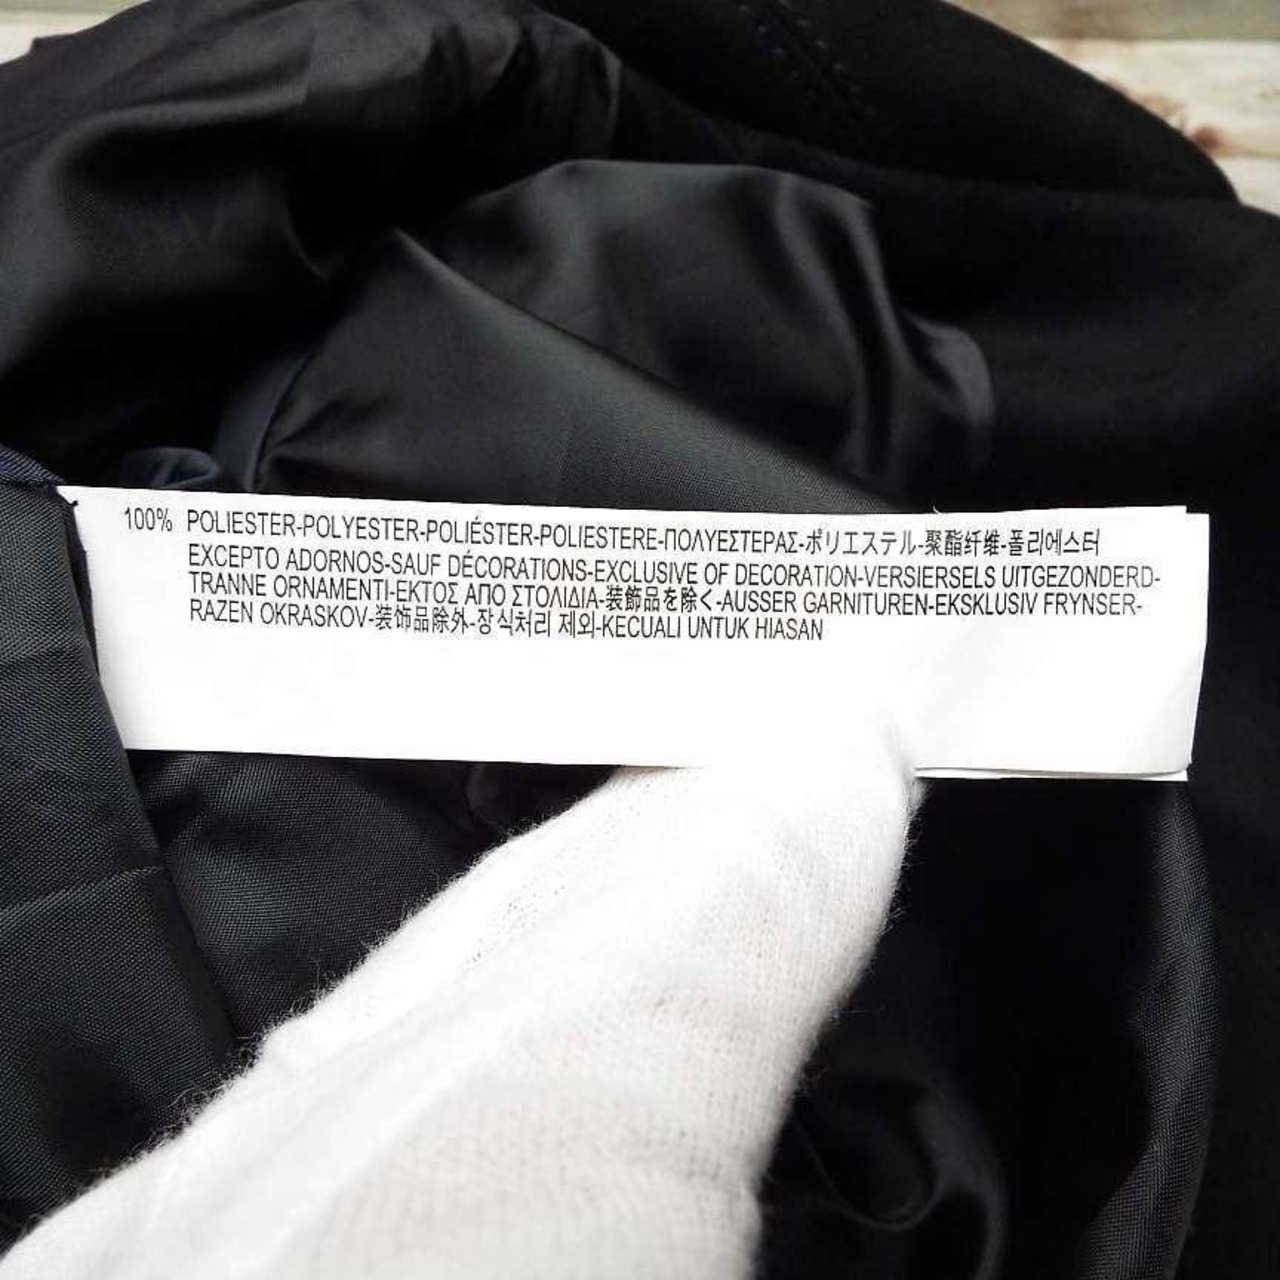 100% POLIESTER-POLYESTER-POLIÉSTER-POLIESTERE-ΠΟΛΥΕΣΤΕΡΑΣ-ポリエステル-聚酯纤维-폴리에스터
EXCEPTO ADORNOS-SAUF DÉCORATIONS-EXCLUSIVE OF DECORATION-VERSIERSELS UITGEZONDERD-
TRANNE ORNAMENTI-ΕΚΤΟΣ ΑΠΟ ΣΤΟΛΙΔΙΑ-装飾品を除く-AUSSER GARNITUREN-EKSKLUSIV FRYNSER-
RAZEN OKRASKOV-装饰品除外-장식처리 제외-KECUALI UNTUK HIASAN